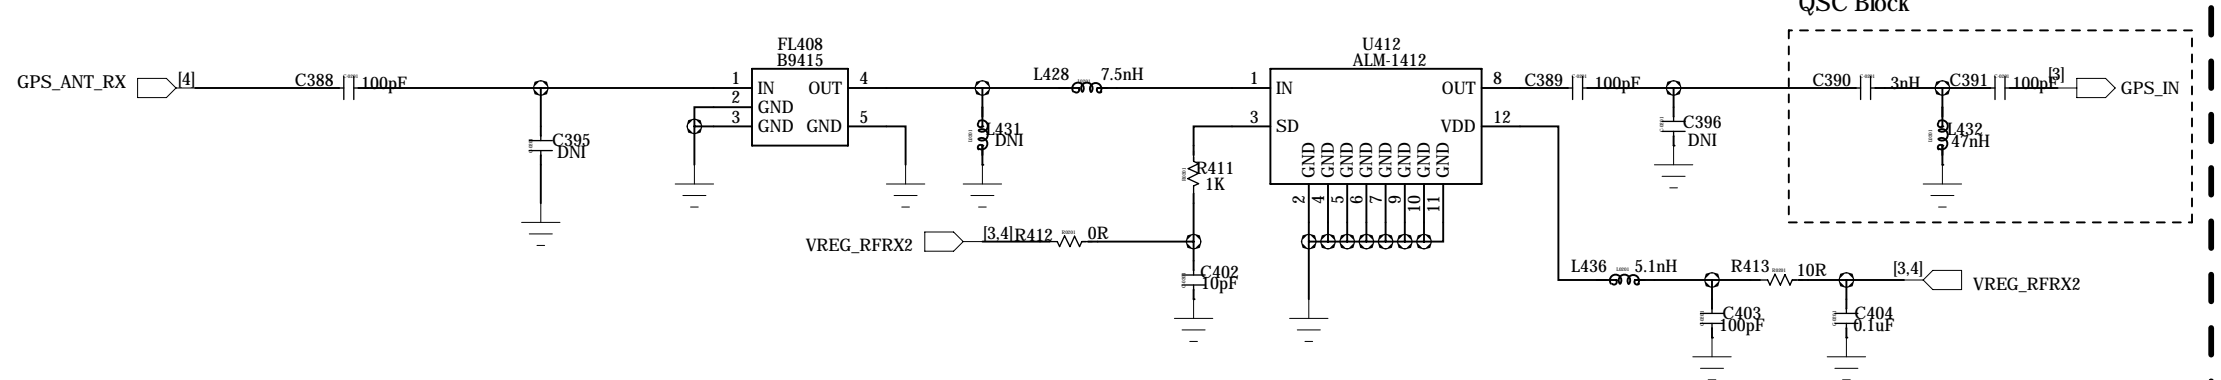 QSC Block
FL408
B9415
U412
ALM-1412
GPS_ANT_RX
[4]
C388
100pF
1
IN
OUT
4
L428
7.5nH
1
IN
OUT
8
C389
100pF
C390
3nH
C391
100pF
[3]
GPS_IN
2
GND
3
GND
GND
5
3
SD
VDD
12
C395
DNI
L431
DNI
C396
DNI
L432
47nH
GND
GND
GND
GND
GND
GND
GND
GND
2
4
5
6
7
9
10
11
R411
1K
VREG_RFRX2
[3,4]
R412
0R
C402
10pF
L436
5.1nH
R413
10R
[3,4]
VREG_RFRX2
C403
100pF
C404
0.1uF